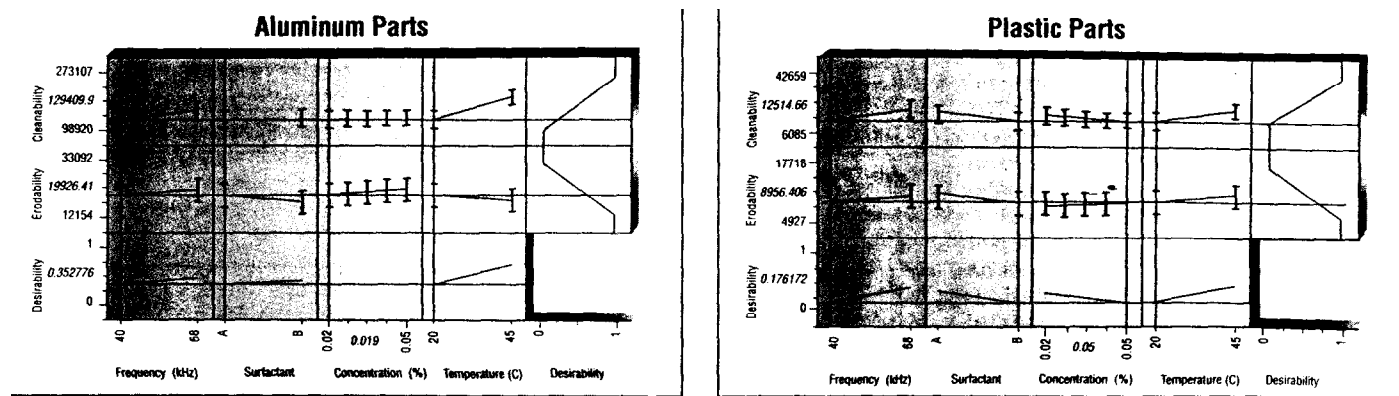 Aluminum Parts
Cleanability
273107
129409.9
98920
Erodability
33092
19926.41
12154
Desirability
1
0.352776
0
40
68
A
B
0.02
0.019
0.05
20
45
0
1
Frequency (kHz)
Surfactant
Concentration (%)
Temperature (C)
Desirability
Plastic Parts
Cleanability
42659
12514.66
6085
Erodability
17718
8956.406
4927
Desirability
1
0.176172
0
40
68
A
B
0.02
0.05
0.05
20
45
0
1
Frequency (kHz)
Surfactant
Concentration (%)
Temperature (C)
Desirability